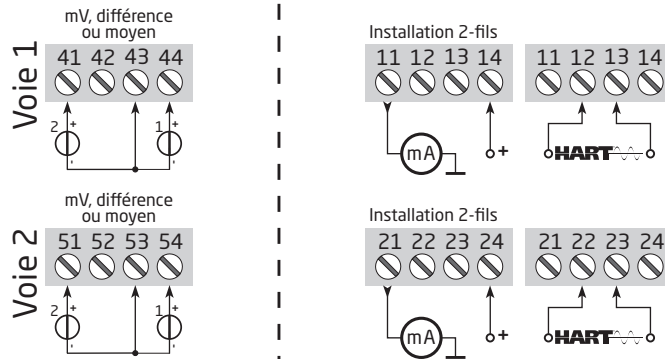 Voie 1
mV, différence
ou moyen
41 42 43 44
2 + -
1 + -
Installation 2-fils
11 12 13 14
mA
+
11 12 13 14
HART
Voie 2
mV, différence
ou moyen
51 52 53 54
2 + -
1 + -
Installation 2-fils
21 22 23 24
mA
+
21 22 23 24
HART